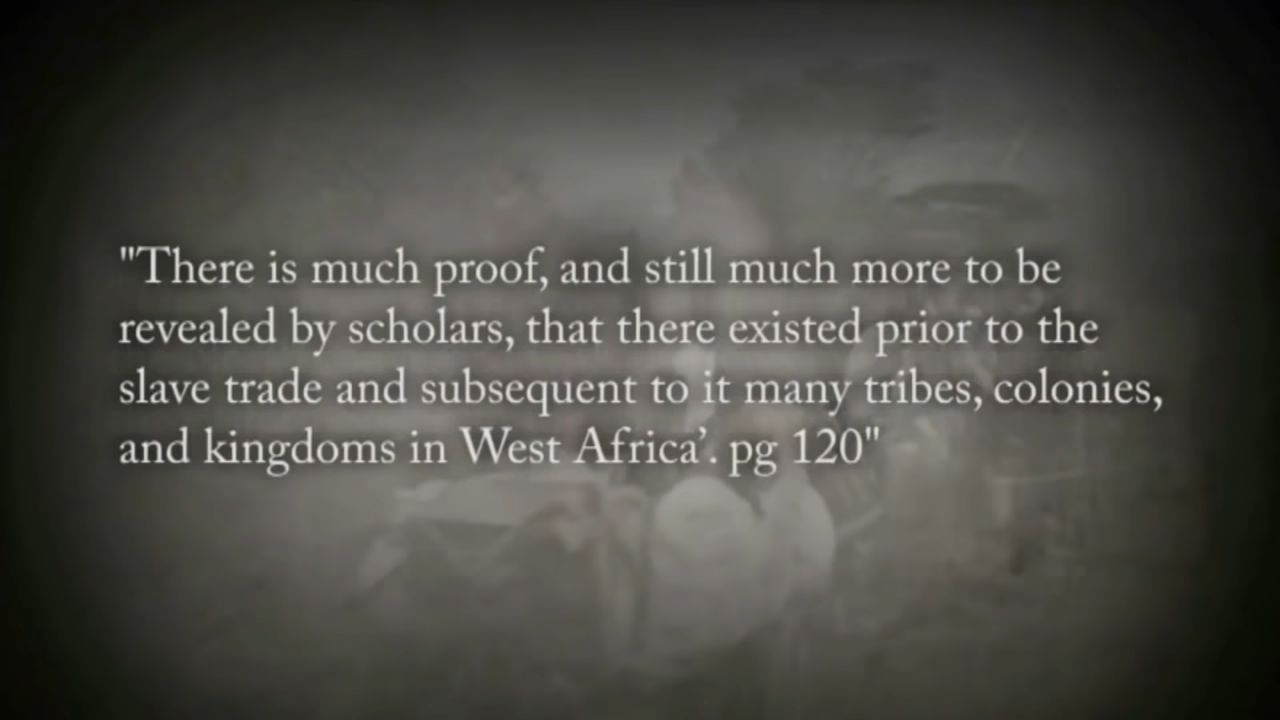 "There is much proof, and still much more to be
revealed by scholars, that there existed prior to the
slave trade and subsequent to it many tribes, colonies,
and kingdoms in West Africa’. pg 120"